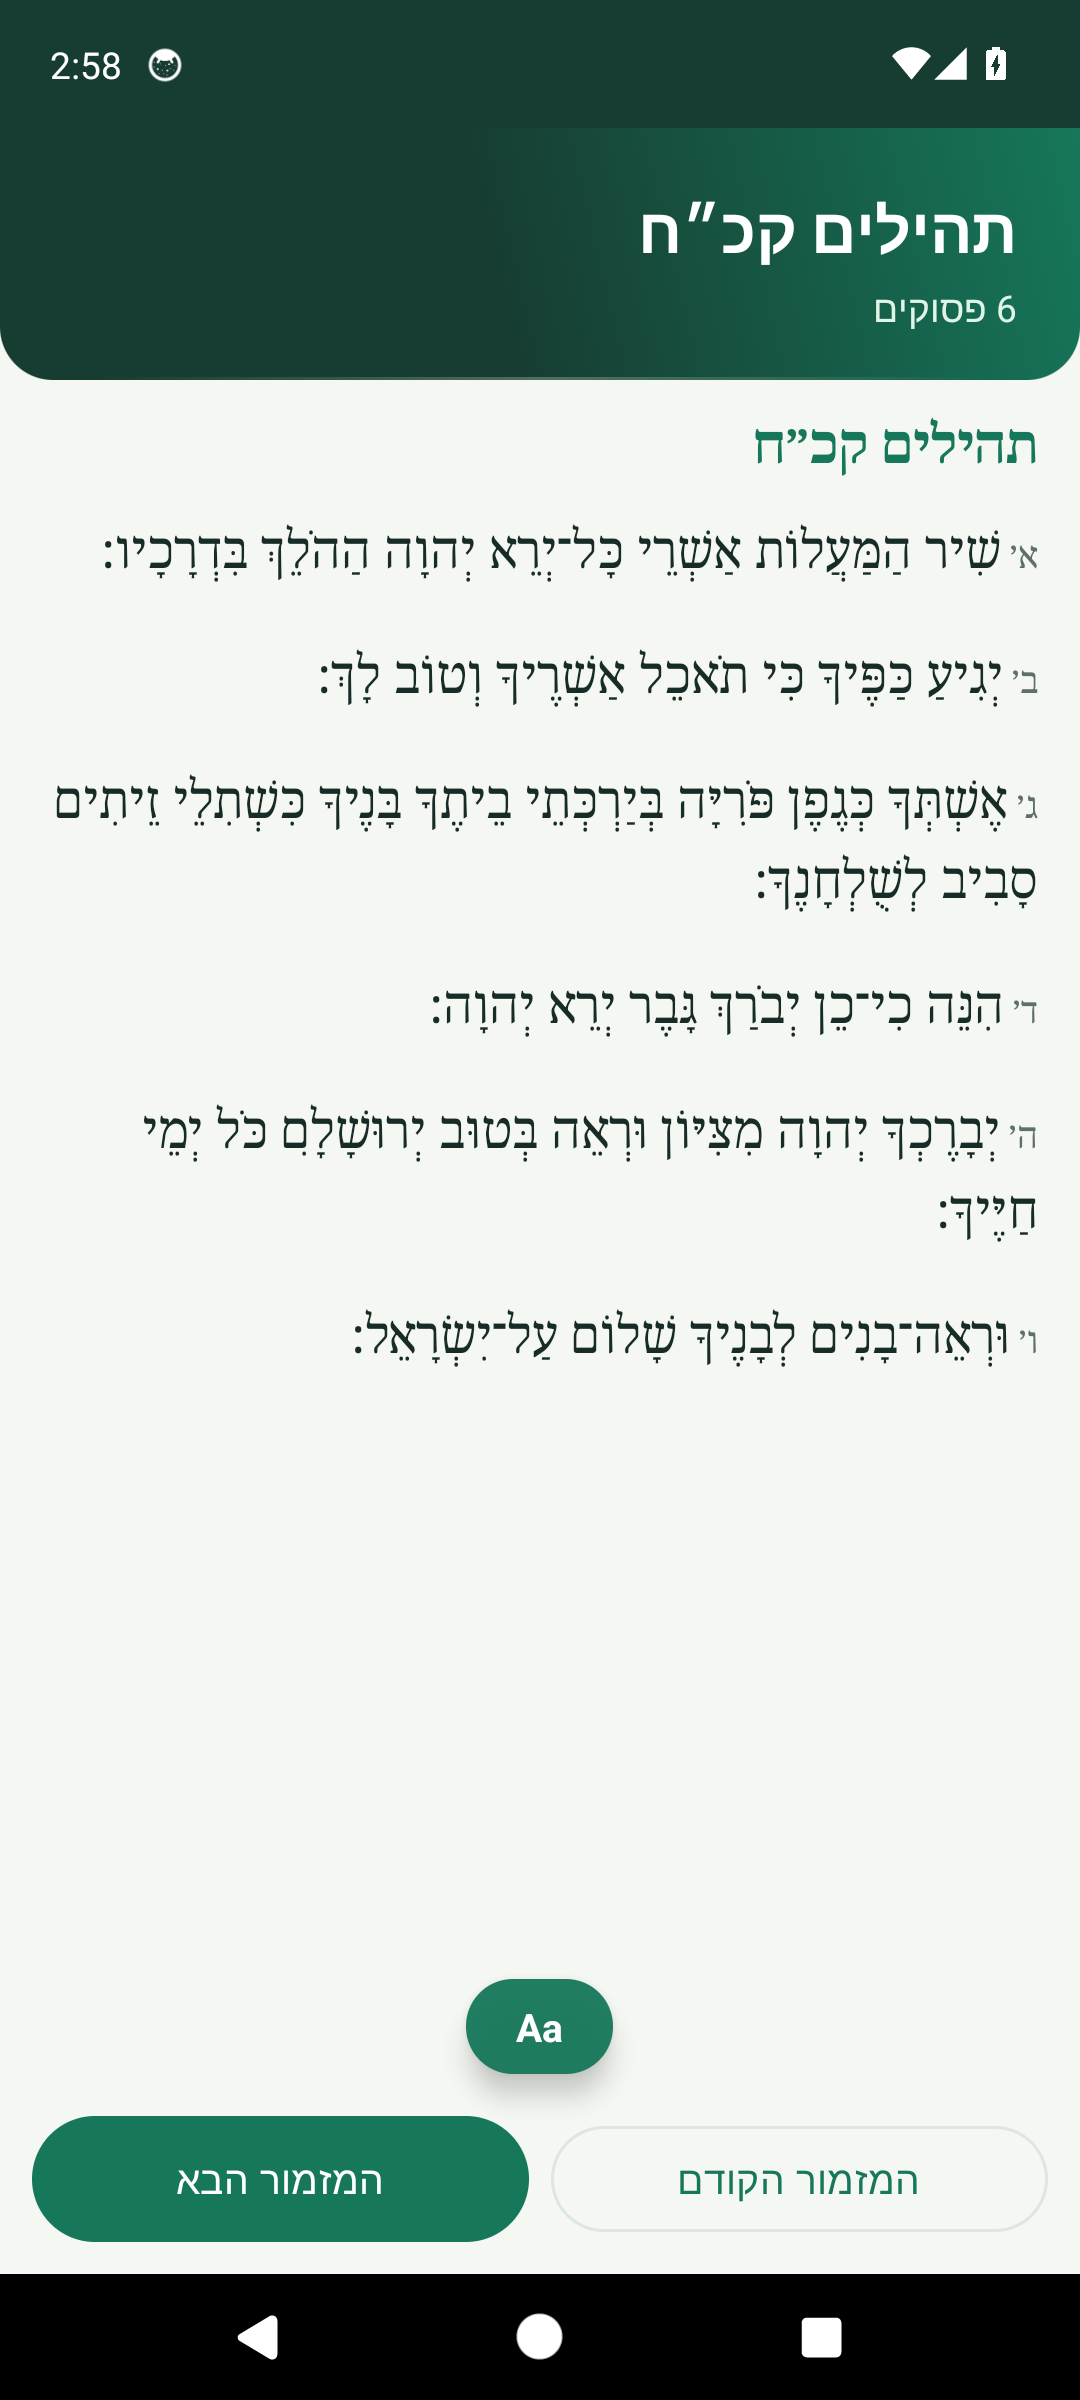 2:58
תהילים קכ״ח
6 פסוקים
תהילים קכ״ח
א׳ שִׁיר הַמַּעֲלוֹת אַשְׁרֵי כָּל־יְרֵא יְהוָה הַהֹלֵךְ בִּדְרָכָיו׃
ב׳ יְגִיעַ כַּפֶּיךָ כִּי תֹאכֵל אַשְׁרֶיךָ וְטוֹב לָךְ׃
ג׳ אֶשְׁתְּךָ כְּגֶפֶן פֹּרִיָּה בְּיַרְכְּתֵי בֵיתֶךָ בָּנֶיךָ כִּשְׁתִלֵי זֵיתִים
סָבִיב לְשֻׁלְחָנֶךָ׃
ד׳ הִנֵּה כִי־כֵן יְבֹרַךְ גָּבֶר יְרֵא יְהוָה׃
ה׳ יְבָרֶכְךָ יְהוָה מִצִּיּוֹן וּרְאֵה בְּטוּב יְרוּשָׁלִָם כֹּל יְמֵי
חַיֶּיךָ׃
ו׳ וּרְאֵה־בָנִים לְבָנֶיךָ שָׁלוֹם עַל־יִשְׂרָאֵל׃
Aa
המזמור הקודם
המזמור הבא